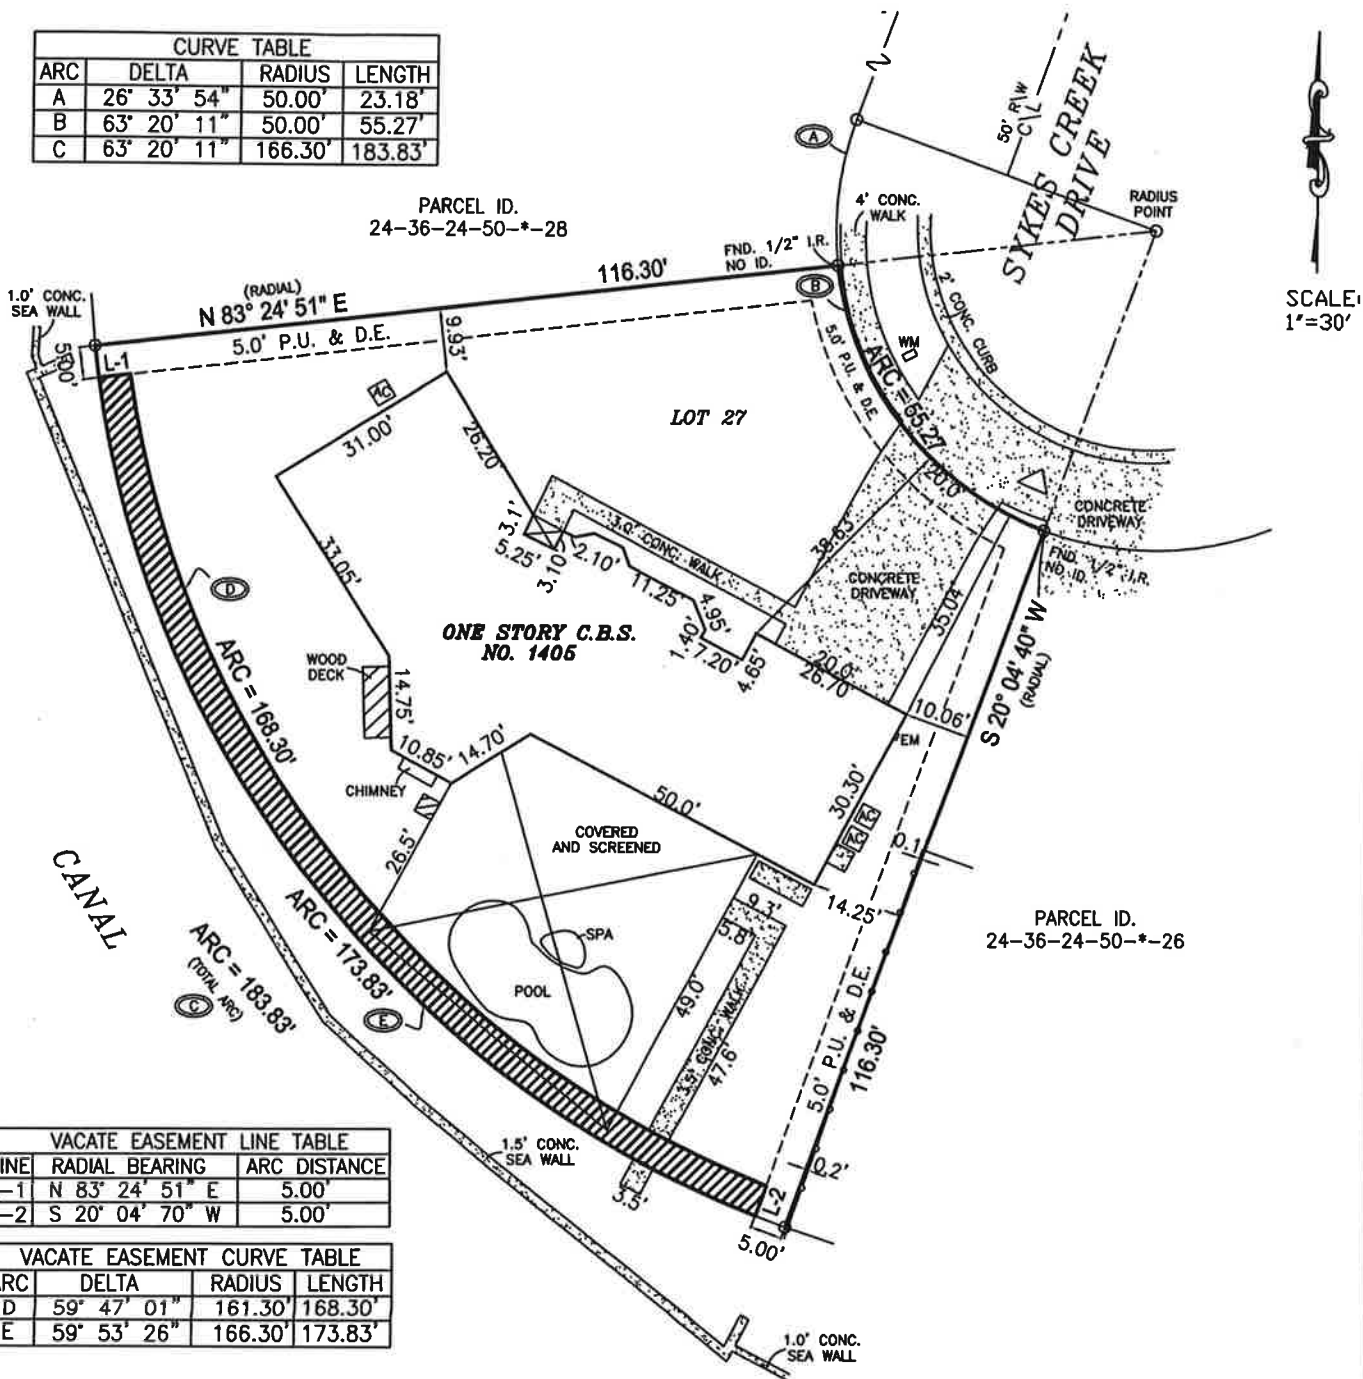 CURVE TABLE
ARC DELTA RADIUS LENGTH
A 26° 33' 54" 50.00' 23.18'
B 63° 20' 11" 50.00' 55.27'
C 63° 20' 11" 166.30' 183.83'
50' R\W
C\L
SYKES CREEK
DRIVE
A
RADIUS
POINT
4' CONC.
WALK
PARCEL ID.
24-36-24-50-*-28
FND. 1/2" I.R.
NO ID.
SCALE:
1"=30'
1.0' CONC.
SEA WALL
(RADIAL)
N 83° 24' 51" E
116.30'
B
5.00'
L-1
5.0' P.U. & D.E.
9.93'
5.0' P.U. & D.E.
ARC = 55.27
WM
2' CONC. CURB
AC
LOT 27
31.00'
26.20'
20.0'
CONCRETE
DRIVEWAY
3.1'
5.25'
3.10'
2.10'
3.0' CONC. WALK
38.63'
FND. 1/2" I.R.
NO ID.
33.05'
11.25'
4.95'
CONCRETE
DRIVEWAY
35.04'
D
ONE STORY C.B.S.
NO. 1405
1.40'
7.20'
4.65'
20.0'
26.70'
S 20° 04' 40" W
(RADIAL)
ARC = 168.30'
WOOD
DECK
14.75'
10.06'
EM
10.85'
14.70'
CHIMNEY
50.0'
30.30'
26.5'
COVERED
AND SCREENED
0.1'
CANAL
ARC = 173.83'
9.3'
14.25'
PARCEL ID.
24-36-24-50-*-26
ARC = 183.83'
(TOTAL ARC)
C
SPA
5.8'
POOL
49.0'
E
3.5' CONC. WALK
47.6'
5.0' P.U. & D.E.
116.30'
VACATE EASEMENT LINE TABLE
INE RADIAL BEARING ARC DISTANCE
-1 N 83° 24' 51" E 5.00'
-2 S 20° 04' 70" W 5.00'
1.5' CONC.
SEA WALL
0.2'
3.5'
L-2
5.00'
VACATE EASEMENT CURVE TABLE
RC DELTA RADIUS LENGTH
D 59° 47' 01" 161.30' 168.30'
E 59° 53' 26" 166.30' 173.83'
1.0' CONC.
SEA WALL